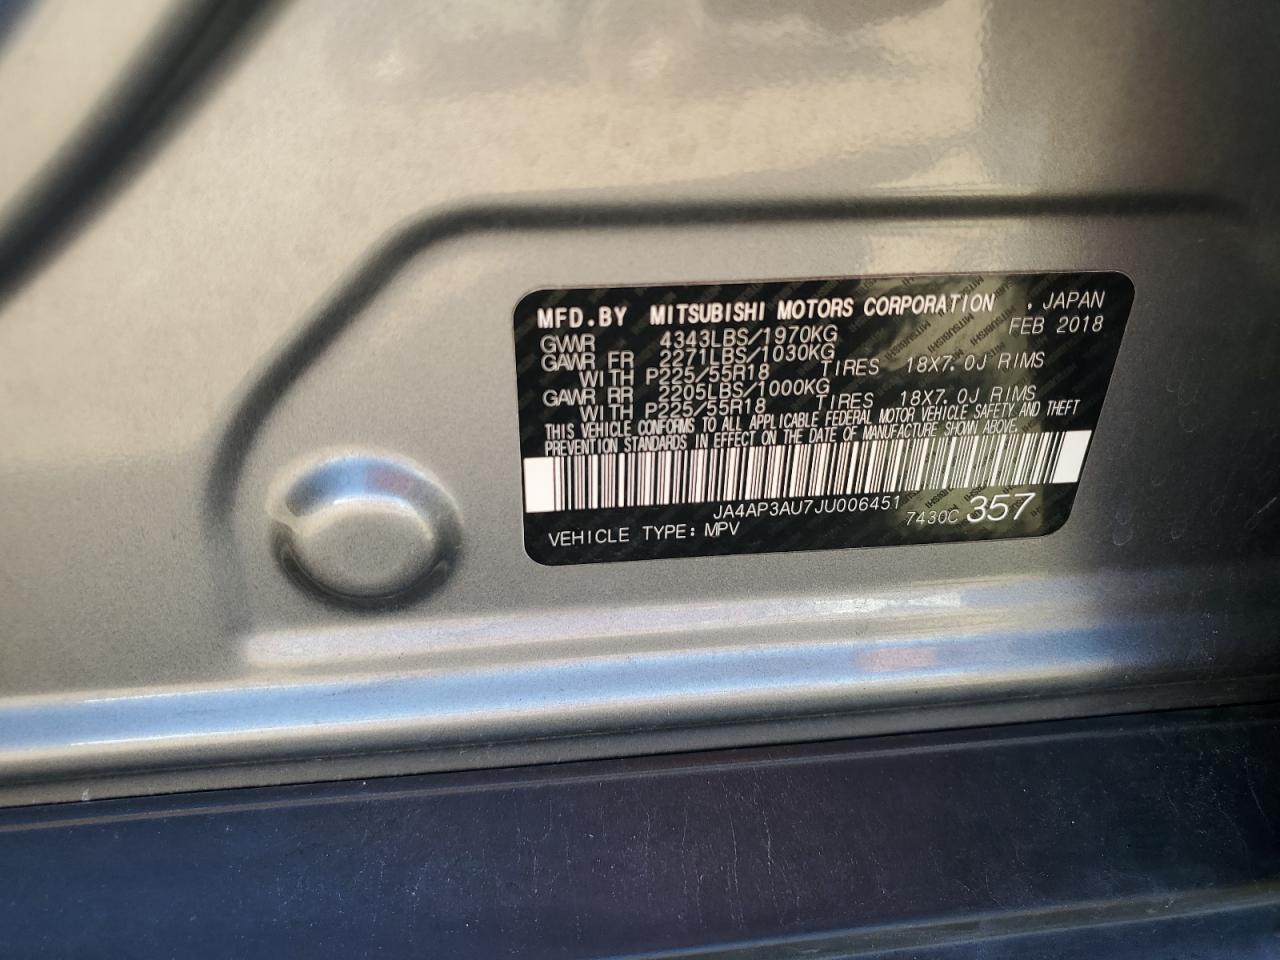 MFD.BY MITSUBISHI MOTORS CORPORATION , JAPAN
FEB 2018
GVWR 4343LBS/1970KG
GAWR FR 2271LBS/1030KG
WITH P225/55R18 TIRES 18X7.0J RIMS
GAWR RR 2205LBS/1000KG
WITH P225/55R18 TIRES 18X7.0J RIMS
THIS VEHICLE CONFORMS TO ALL APPLICABLE FEDERAL MOTOR VEHICLE SAFETY AND THEFT
PREVENTION STANDARDS IN EFFECT ON THE DATE OF MANUFACTURE SHOWN ABOVE.
JA4AP3AU7JU006451
7430C 357
VEHICLE TYPE: MPV